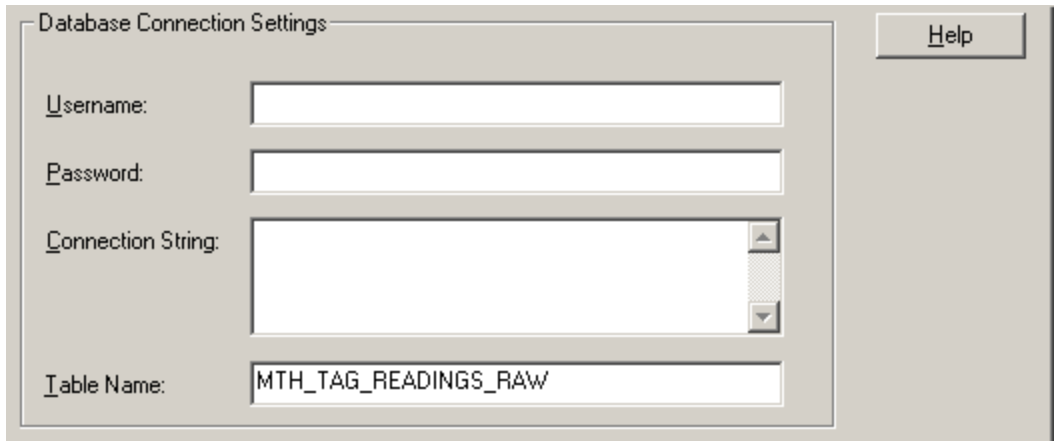 Database Connection Settings
Help
Username:
Password:
Connection String:
Table Name:
MTH_TAG_READINGS_RAW